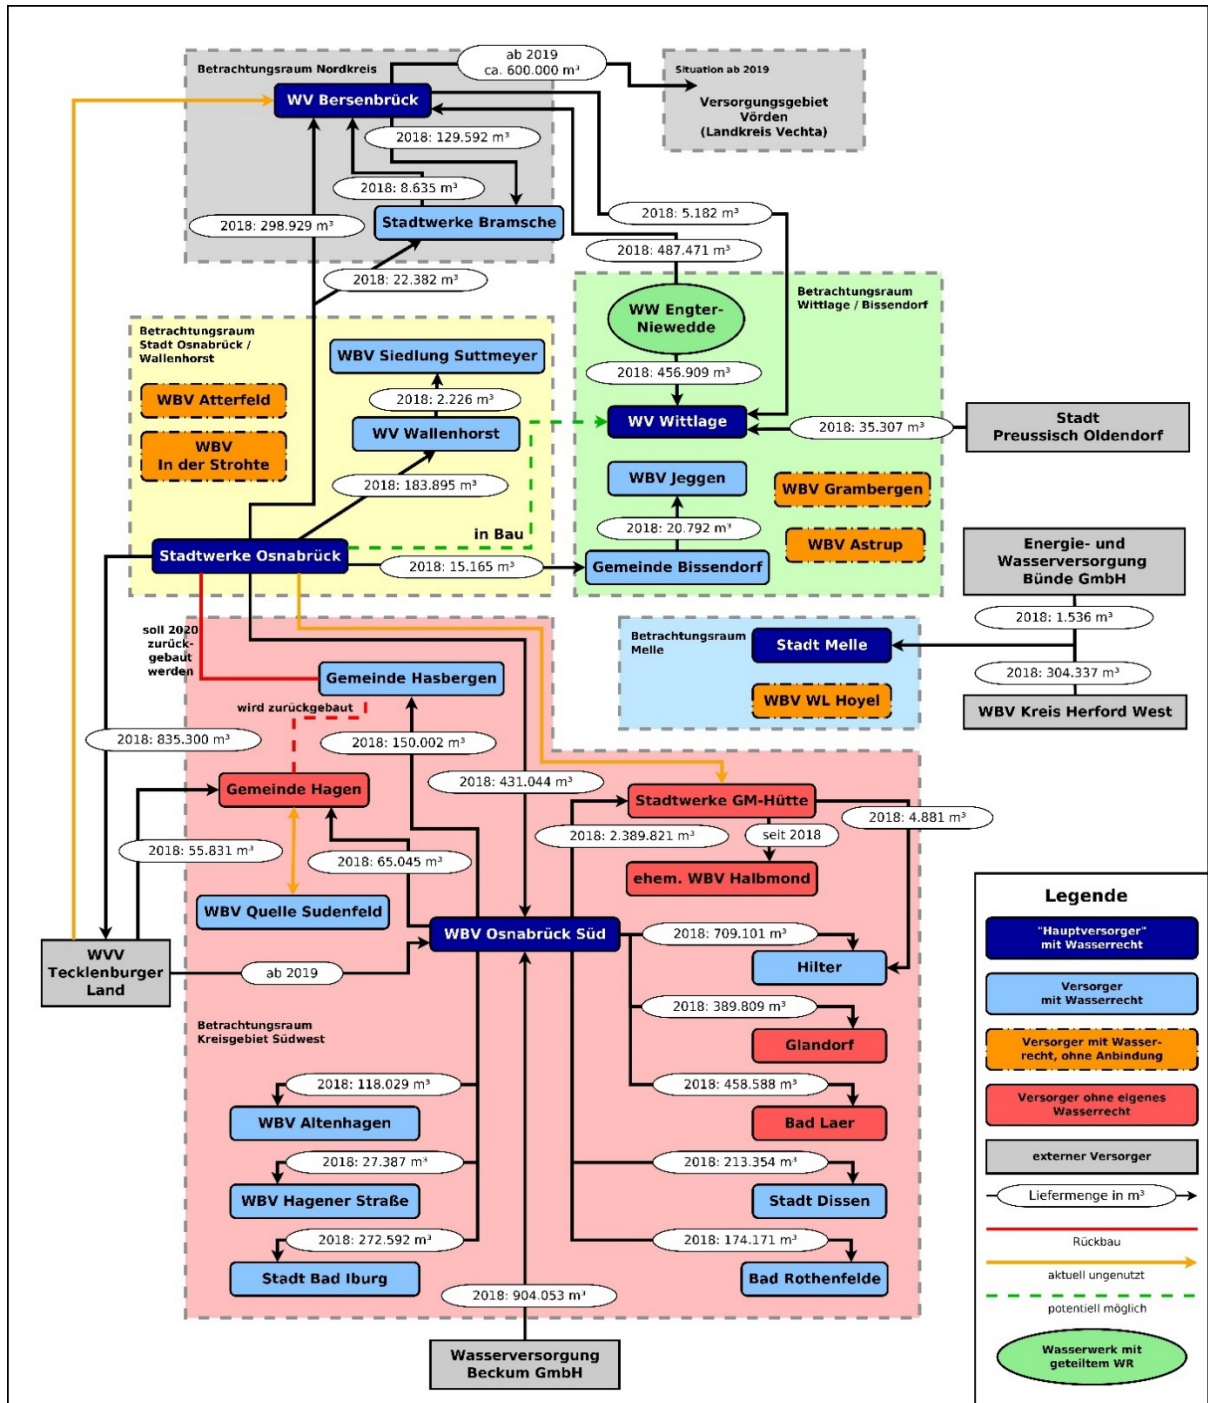 Betrachtungsraum Nordkreis
ab 2019
ca. 600.000 m³
Situation ab 2019
Versorgungsgebiet
Vörden
(Landkreis Vechta)
WV Bersenbrück
2018: 129.592 m³
2018: 8.635 m³
2018: 298.929 m³
Stadtwerke Bramsche
2018: 22.382 m³
2018: 5.182 m³
2018: 487.471 m³
Betrachtungsraum
Wittlage / Bissendorf
WW Engter-
Niewedde
2018: 456.909 m³
WV Wittlage
2018: 35.307 m³
Stadt
Preussisch Oldendorf
WBV Jeggen
WBV Grambergen
2018: 20.792 m³
WBV Astrup
Gemeinde Bissendorf
Betrachtungsraum
Stadt Osnabrück /
Wallenhorst
WBV Siedlung Suttmeyer
WBV Atterfeld
2018: 2.226 m³
WBV
In der Strohte
WV Wallenhorst
2018: 183.895 m³
in Bau
Stadtwerke Osnabrück
2018: 15.165 m³
Energie- und
Wasserversorgung
Bünde GmbH
2018: 1.536 m³
Betrachtungsraum
Melle
Stadt Melle
2018: 304.337 m³
WBV WL Hoyel
WBV Kreis Herford West
soll 2020
zurück-
gebaut
werden
Gemeinde Hasbergen
wird zurückgebaut
2018: 835.300 m³
2018: 150.002 m³
2018: 431.044 m³
Gemeinde Hagen
Stadtwerke GM-Hütte
2018: 4.881 m³
2018: 2.389.821 m³
seit 2018
2018: 55.831 m³
2018: 65.045 m³
ehem. WBV Halbmond
WBV Quelle Sudenfeld
WBV Osnabrück Süd
2018: 709.101 m³
WVV
Tecklenburger
Land
ab 2019
Hilter
2018: 389.809 m³
Betrachtungsraum
Kreisgebiet Südwest
Glandorf
2018: 118.029 m³
2018: 458.588 m³
WBV Altenhagen
Bad Laer
2018: 27.387 m³
2018: 213.354 m³
WBV Hagener Straße
Stadt Dissen
2018: 272.592 m³
2018: 174.171 m³
Stadt Bad Iburg
Bad Rothenfelde
2018: 904.053 m³
Wasserversorgung
Beckum GmbH
Legende
"Hauptversorger"
mit Wasserrecht
Versorger
mit Wasserrecht
Versorger mit Wasser-
recht, ohne Anbindung
Versorger ohne eigenes
Wasserrecht
externer Versorger
Liefermenge in m³
Rückbau
aktuell ungenutzt
potentiell möglich
Wasserwerk mit
geteiltem WR